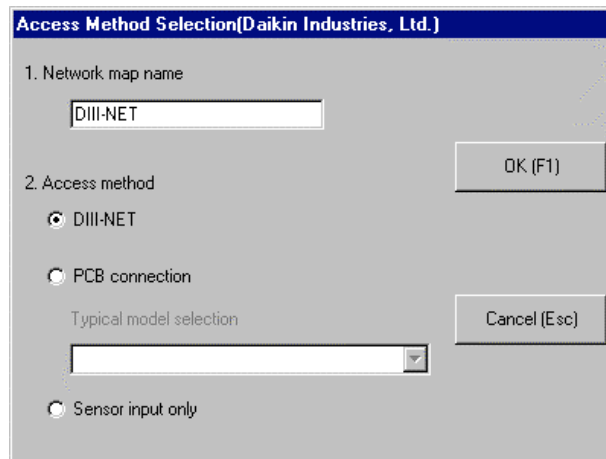 Access Method Selection(Daikin Industries, Ltd.)
1. Network map name
DIII-NET
OK (F1)
2. Access method
DIII-NET
PCB connection
Typical model selection
Cancel (Esc)
Sensor input only